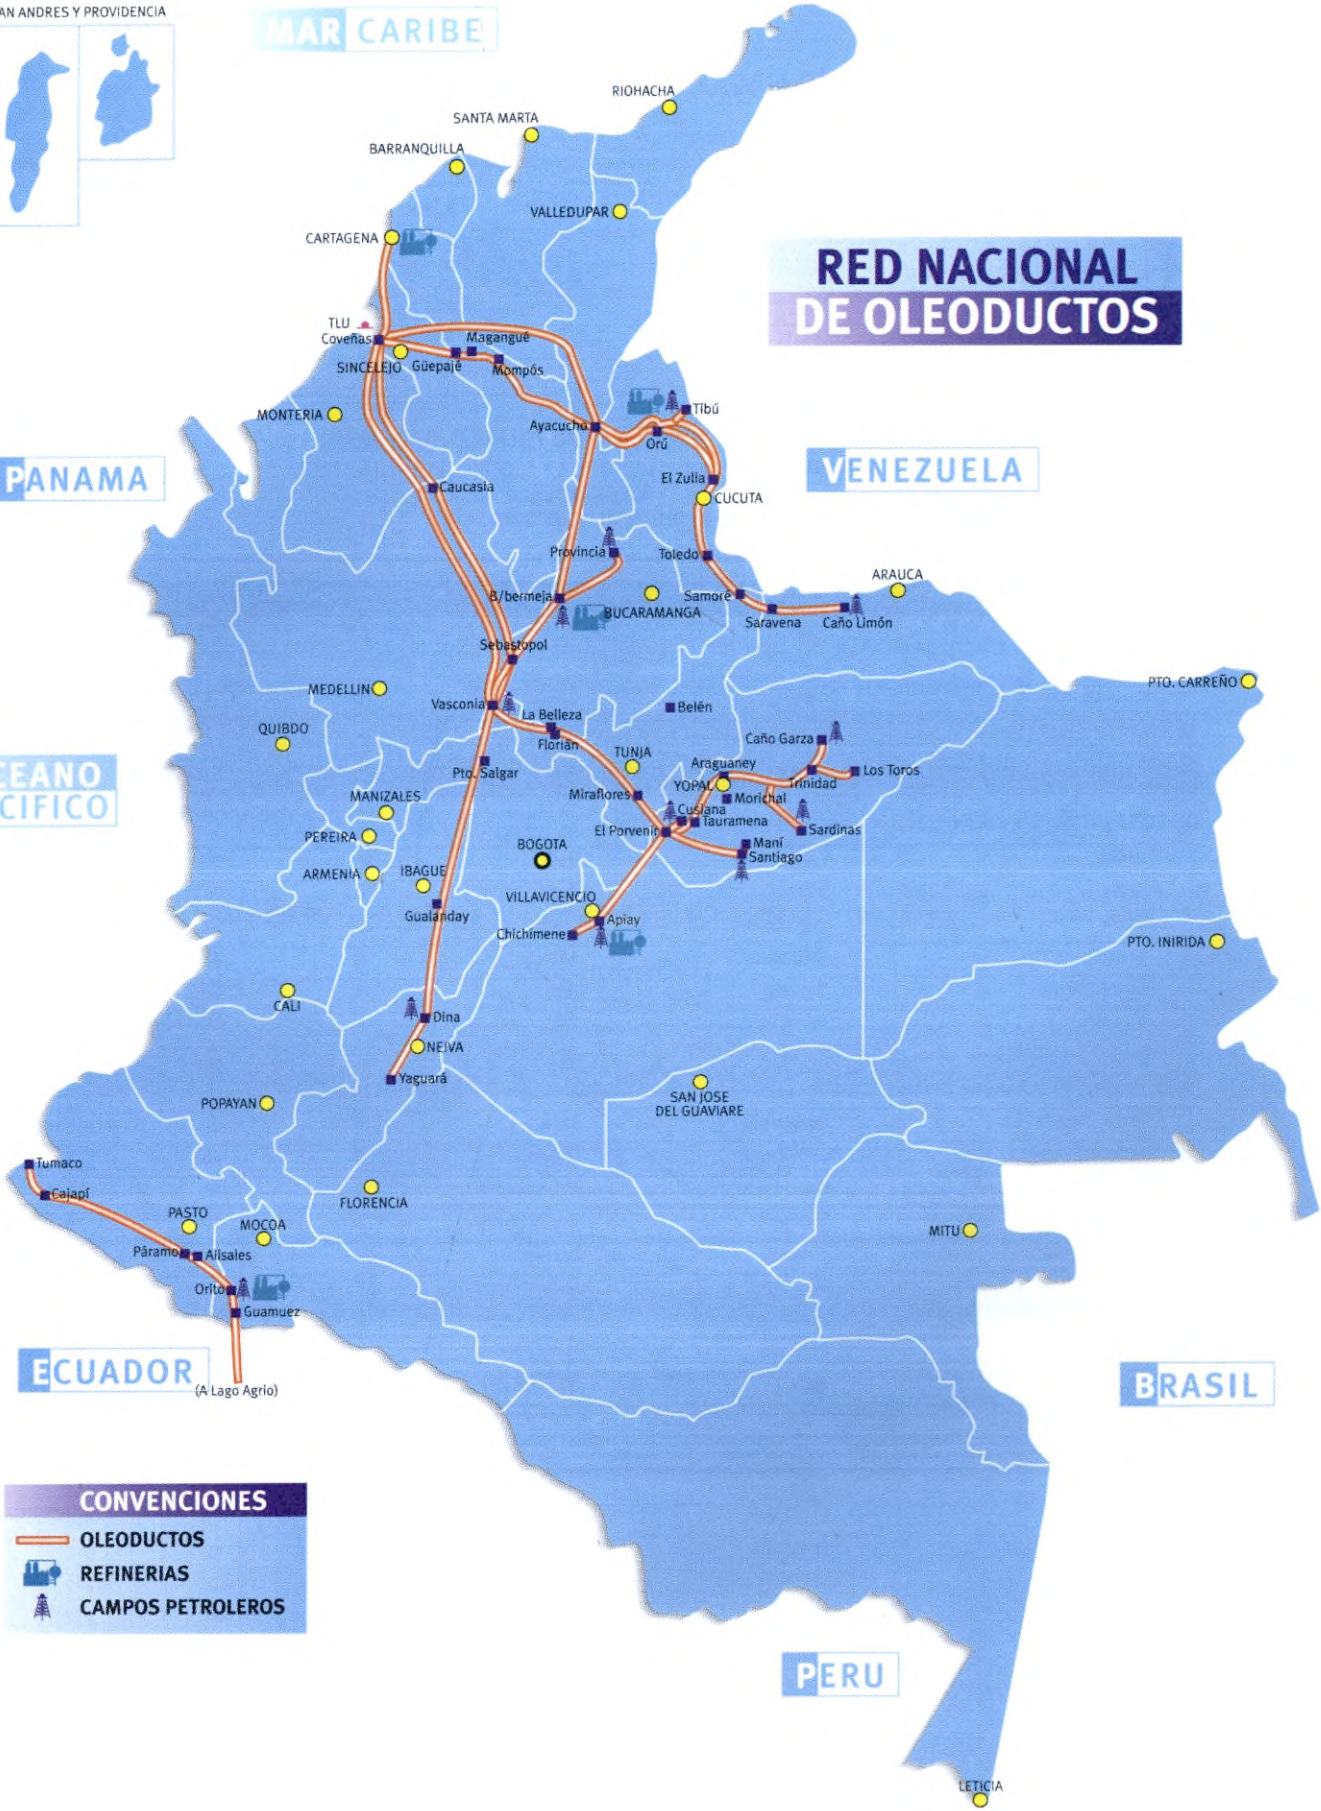 AN ANDRES Y PROVIDENCIA
MAR CARIBE
RIOHACHA
SANTA MARTA
BARRANQUILLA
VALLEDUPAR
CARTAGENA
RED NACIONAL
DE OLEODUCTOS
TLU
Coveñas
Magangué
SINCELEJO
Güepajé
Mompós
MONTERIA
Tibú
Ayacucho
Orú
PANAMA
VENEZUELA
El Zulia
Caucasia
CUCUTA
Provincia
Toledo
ARAUCA
B/bermeja
BUCARAMANGA
Samoré
Saravena
Caño Limón
Sebastopol
MEDELLIN
PTO. CARREÑO
Vasconia
La Belleza
Belén
QUIBDO
Florián
Caño Garza
TUNJA
Araguaney
Pto. Salgar
Trinidad
Los Toros
CEANO
CIFICO
YOPAL
MANIZALES
Miraflores
Morichal
Cusiana
Tauramena
PEREIRA
El Porvenir
Sardinas
BOGOTA
Maní
Santiago
ARMENIA
IBAGUE
VILLAVICENCIO
Gualanday
Apiay
Chichimene
PTO. INIRIDA
CALI
Dina
NEIVA
Yaguará
SAN JOSE
DEL GUAVIARE
POPAYAN
Tumaco
Cajapí
FLORENCIA
PASTO
MOCOA
MITU
Páramo
Alisales
Orito
Guamuez
ECUADOR
(A Lago Agrio)
BRASIL
CONVENCIONES
OLEODUCTOS
REFINERIAS
CAMPOS PETROLEROS
PERU
LETICIA